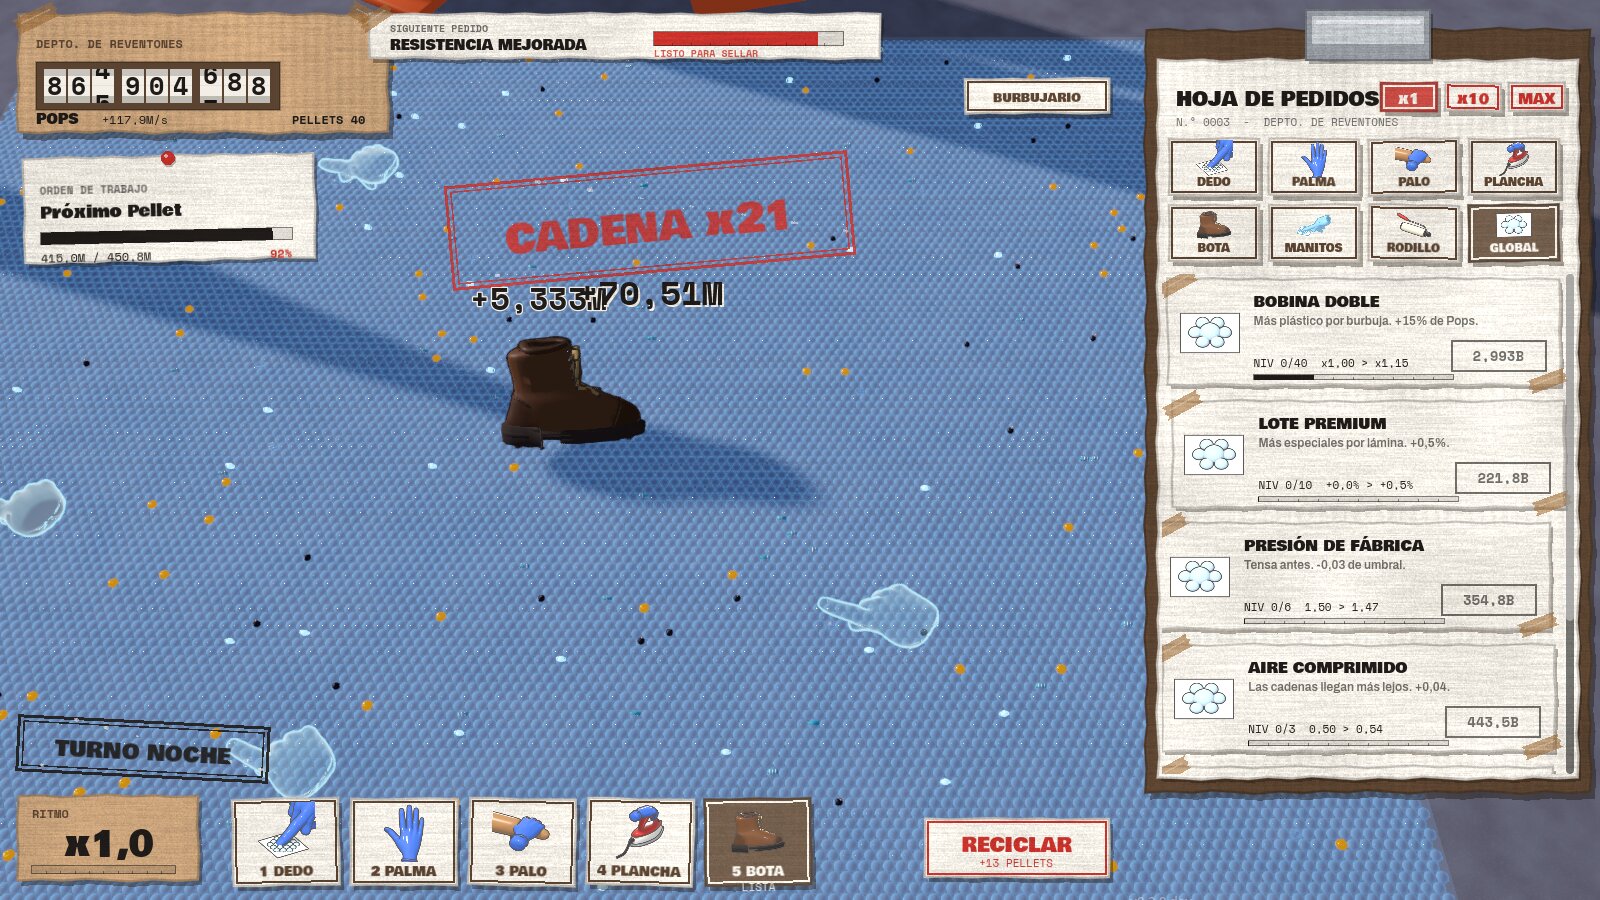 DEPTO. DE REVENTONES
POPS +117,9M/s PELLETS 40
SIGUIENTE PEDIDO
RESISTENCIA MEJORADA
LISTO PARA SELLAR
BURBUJARIO
ORDEN DE TRABAJO
Próximo Pellet
415,0M / 450,8M 92%
CADENA x21
+5,333M
70,51M
TURNO NOCHE
RITMO
x1,0
1 DEDO
2 PALMA
3 PALO
4 PLANCHA
5 BOTA
LISTA
RECICLAR
+13 PELLETS
HOJA DE PEDIDOS x1 x10 MAX
N.° 0003 - DEPTO. DE REVENTONES
DEDO PALMA PALO PLANCHA
BOTA MANITOS RODILLO GLOBAL
BOBINA DOBLE
Más plástico por burbuja. +15% de Pops.
NIV 0/40 x1,00 > x1,15 2,993B
LOTE PREMIUM
Más especiales por lámina. +0,5%.
NIV 0/10 +0,0% > +0,5% 221,8B
PRESIÓN DE FÁBRICA
Tensa antes. -0,03 de umbral.
NIV 0/6 1,50 > 1,47 354,8B
AIRE COMPRIMIDO
Las cadenas llegan más lejos. +0,04.
NIV 0/3 0,50 > 0,54 443,5B